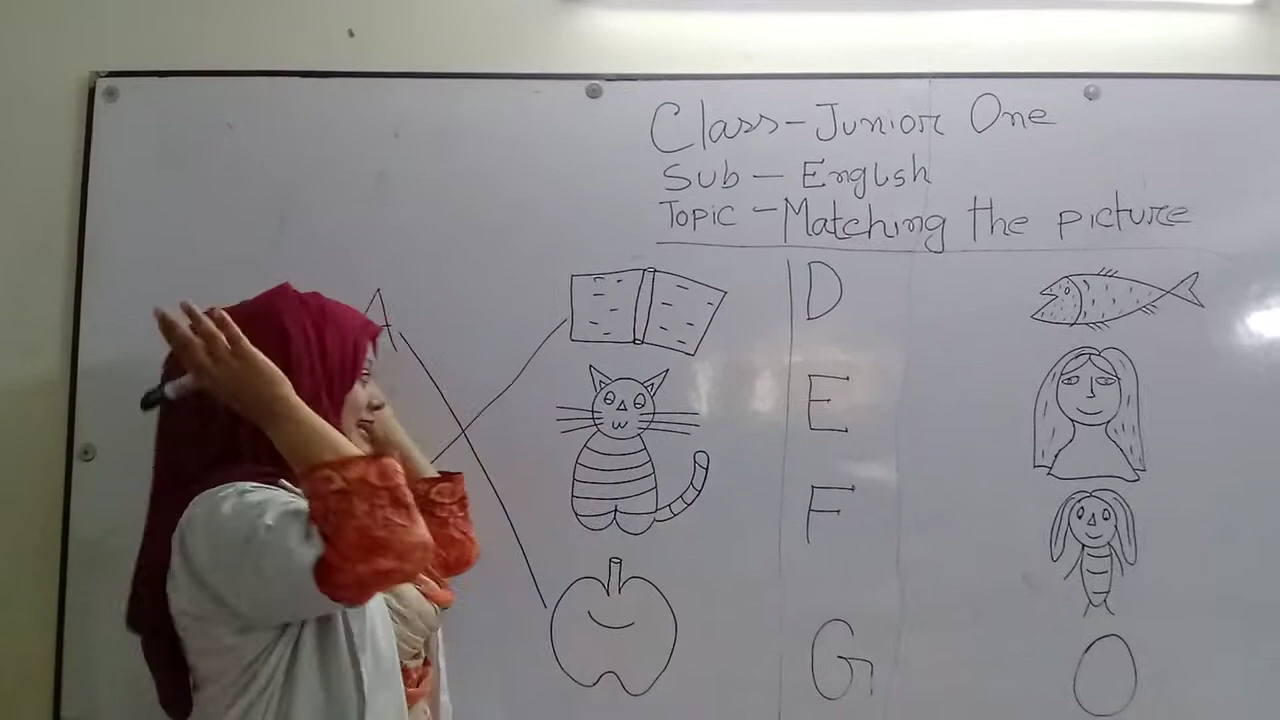 Class - Junior One
Sub - English
Topic - Matching the picture
A
D
E
F
G